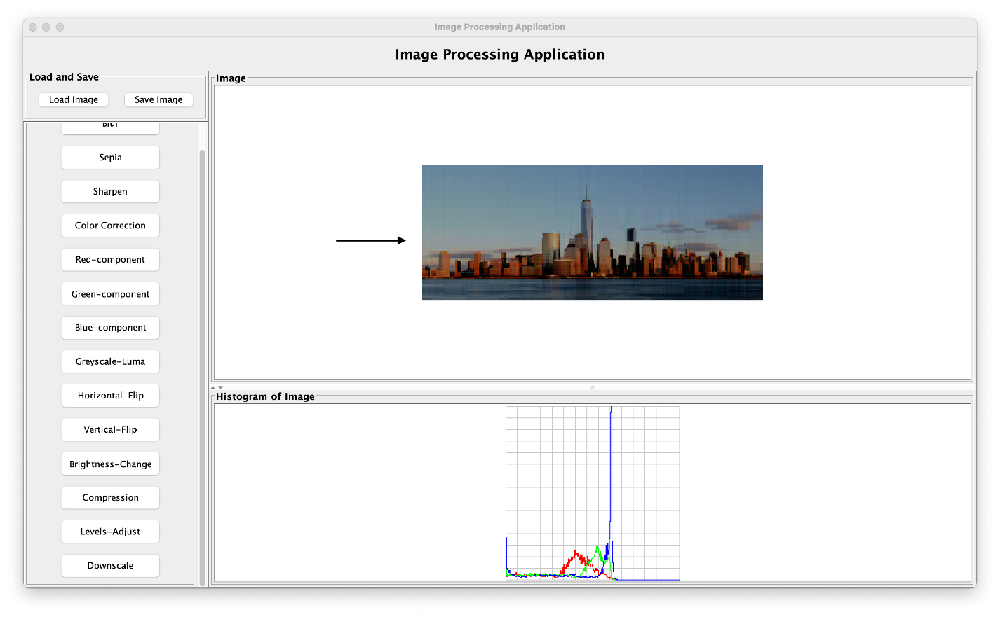 Image Processing Application
Image Processing Application
Load and Save
Load Image
Save Image
Blur
Sepia
Sharpen
Color Correction
Red-component
Green-component
Blue-component
Greyscale-Luma
Horizontal-Flip
Vertical-Flip
Brightness-Change
Compression
Levels-Adjust
Downscale
Image
Histogram of Image